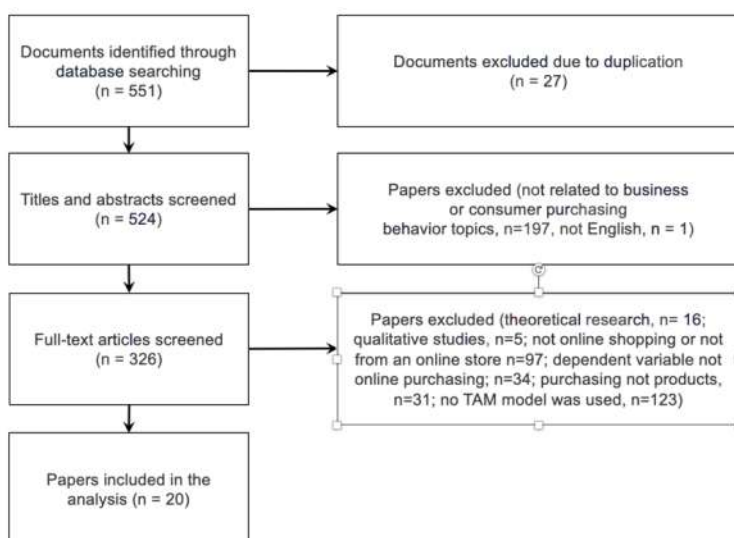 Documents identified through
database searching
(n = 551)
Documents excluded due to duplication
(n = 27)
Titles and abstracts screened
(n = 524)
Papers excluded (not related to business
or consumer purchasing
behavior topics, n=197, not English, n = 1)
Full-text articles screened
(n = 326)
Papers excluded (theoretical research, n= 16;
qualitative studies, n=5; not online shopping or not
from an online store n=97; dependent variable not
online purchasing; n=34; purchasing not products,
n=31; no TAM model was used, n=123)
Papers included in the
analysis (n = 20)